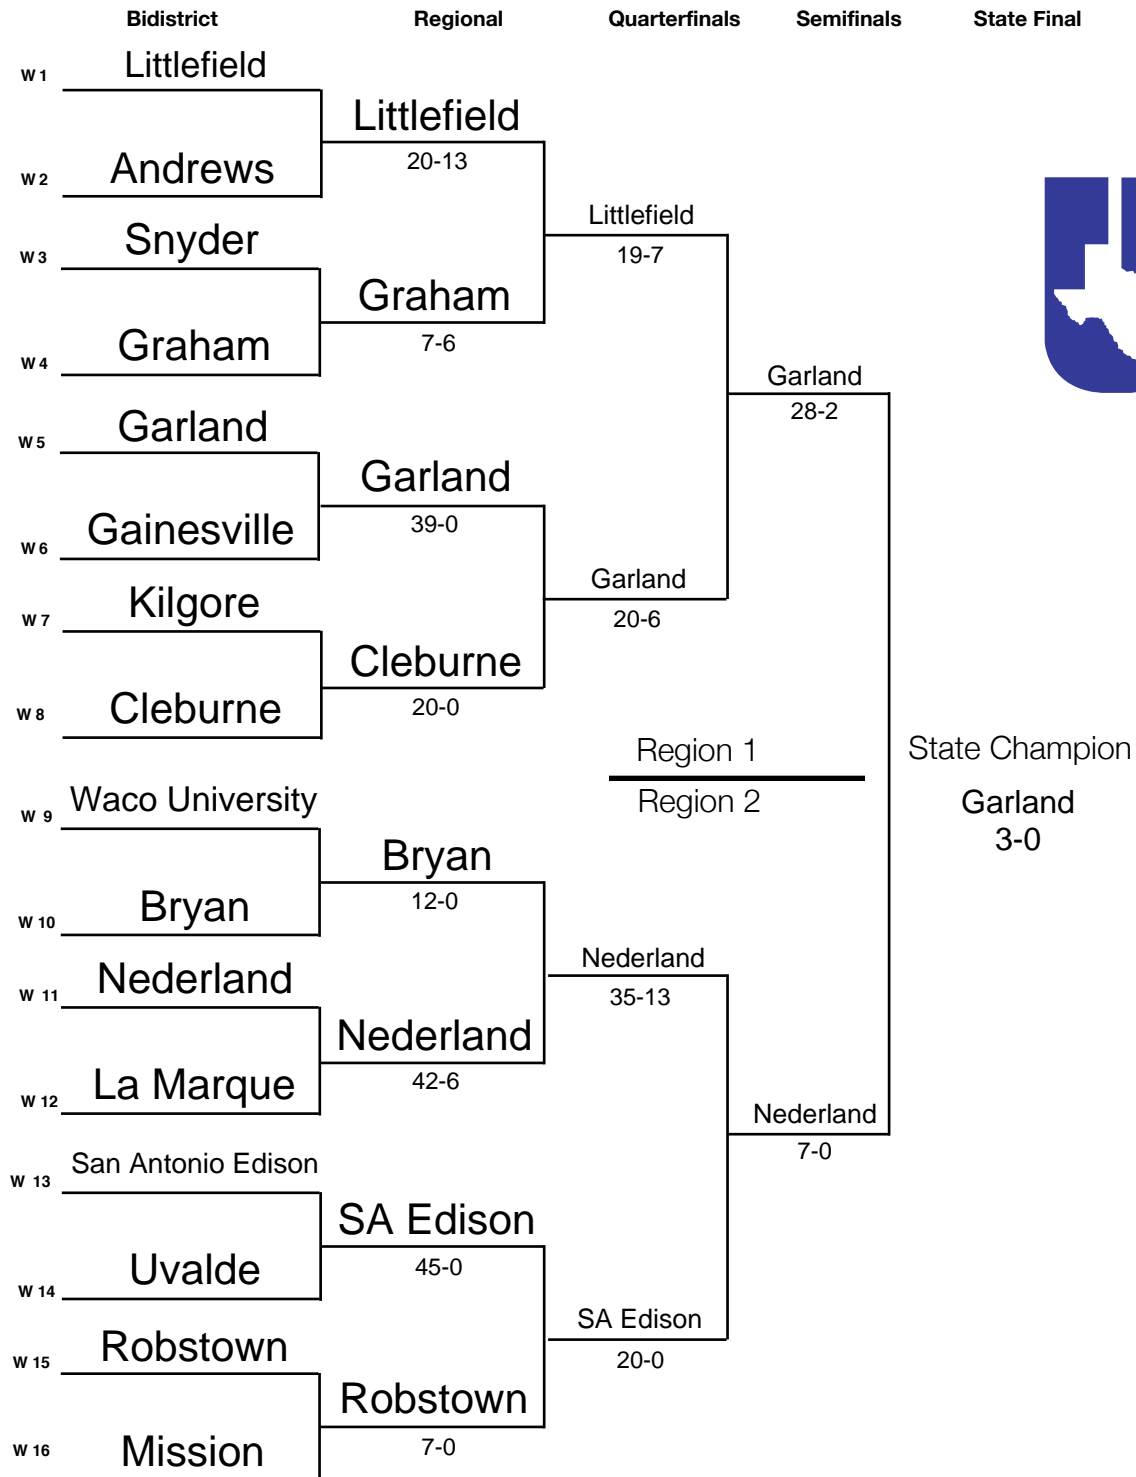 Bidistrict Regional Quarterfinals Semifinals State Final
W 1 Littlefield
Littlefield
20-13
W 2 Andrews
Littlefield
19-7
W 3 Snyder
Graham
7-6
W 4 Graham
Garland
28-2
W 5 Garland
Garland
39-0
W 6 Gainesville
Garland
20-6
W 7 Kilgore
Cleburne
20-0
W 8 Cleburne
Region 1
Region 2
State Champion
Garland
3-0
W 9 Waco University
Bryan
12-0
W 10 Bryan
Nederland
35-13
W 11 Nederland
Nederland
42-6
W 12 La Marque
Nederland
7-0
W 13 San Antonio Edison
SA Edison
45-0
W 14 Uvalde
SA Edison
20-0
W 15 Robstown
Robstown
7-0
W 16 Mission